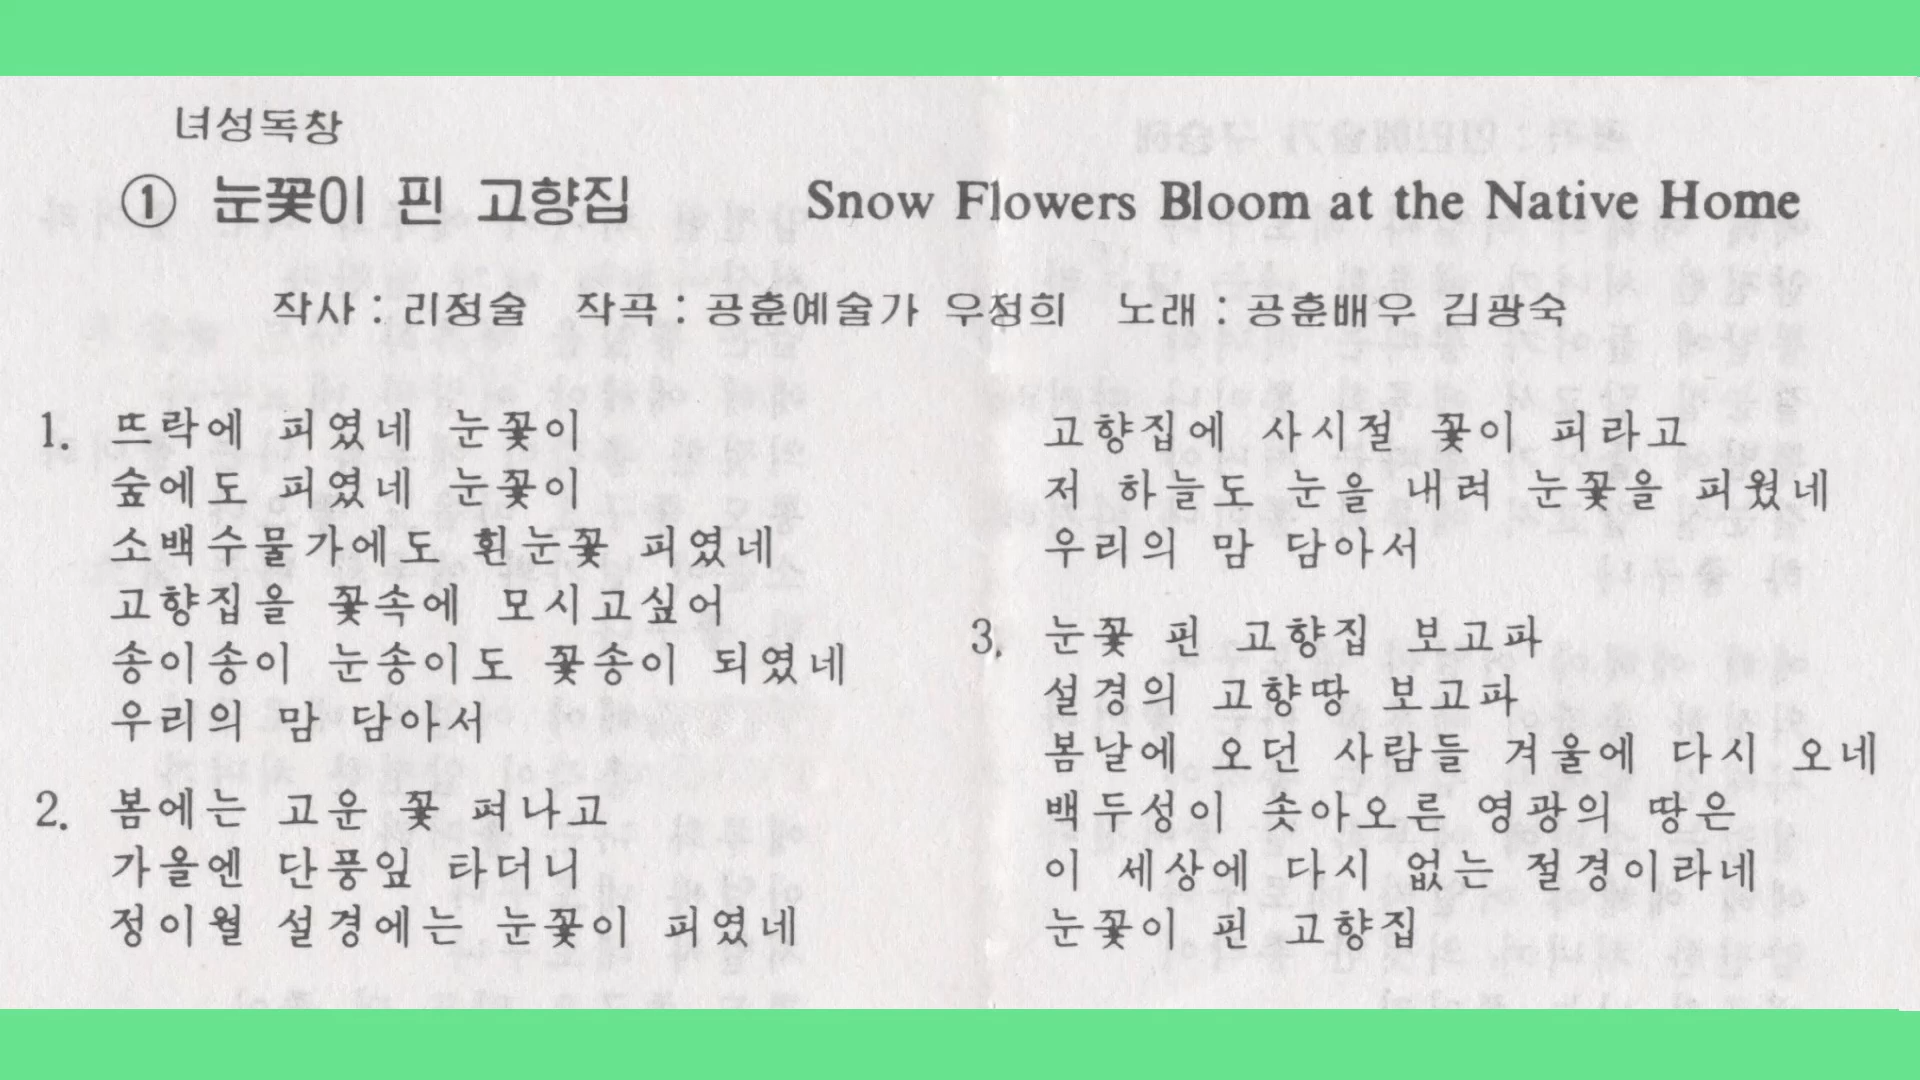 녀성독창
① 눈꽃이 핀 고향집 Snow Flowers Bloom at the Native Home
작사 : 리정술 작곡 : 공훈예술가 우정희 노래 : 공훈배우 김광숙
1. 뜨락에 피였네 눈꽃이
숲에도 피였네 눈꽃이
소백수물가에도 흰눈꽃 피였네
고향집을 꽃속에 모시고싶어
송이송이 눈송이도 꽃송이 되였네
우리의 맘 담아서
2. 봄에는 고운 꽃 펴나고
가을엔 단풍잎 타더니
정이월 설경에는 눈꽃이 피였네
고향집에 사시절 꽃이 피라고
저 하늘도 눈을 내려 눈꽃을 피웠네
우리의 맘 담아서
3. 눈꽃 핀 고향집 보고파
설경의 고향땅 보고파
봄날에 오던 사람들 겨울에 다시 오네
백두성이 솟아오른 영광의 땅은
이 세상에 다시 없는 절경이라네
눈꽃이 핀 고향집